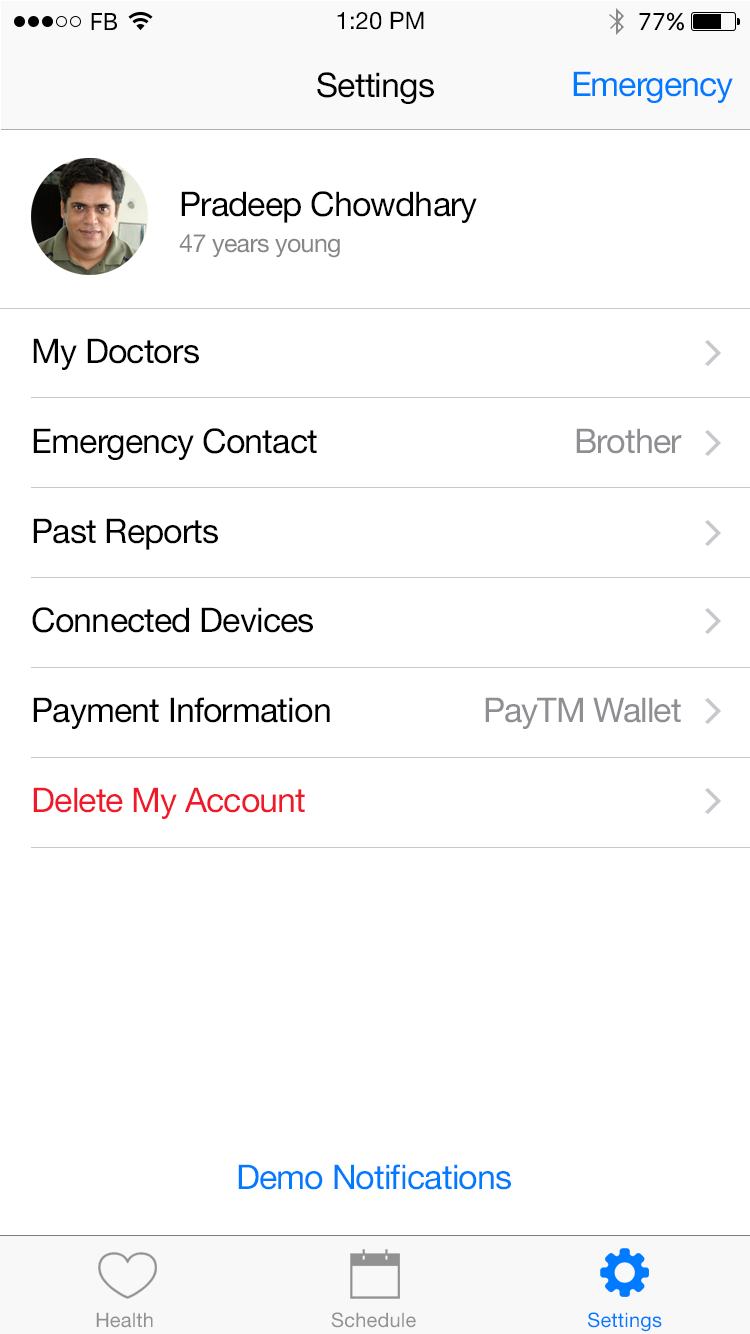 FB 1:20 PM 77%
Settings Emergency
Pradeep Chowdhary
47 years young
My Doctors
Emergency Contact Brother
Past Reports
Connected Devices
Payment Information PayTM Wallet
Delete My Account
Demo Notifications
Health Schedule Settings